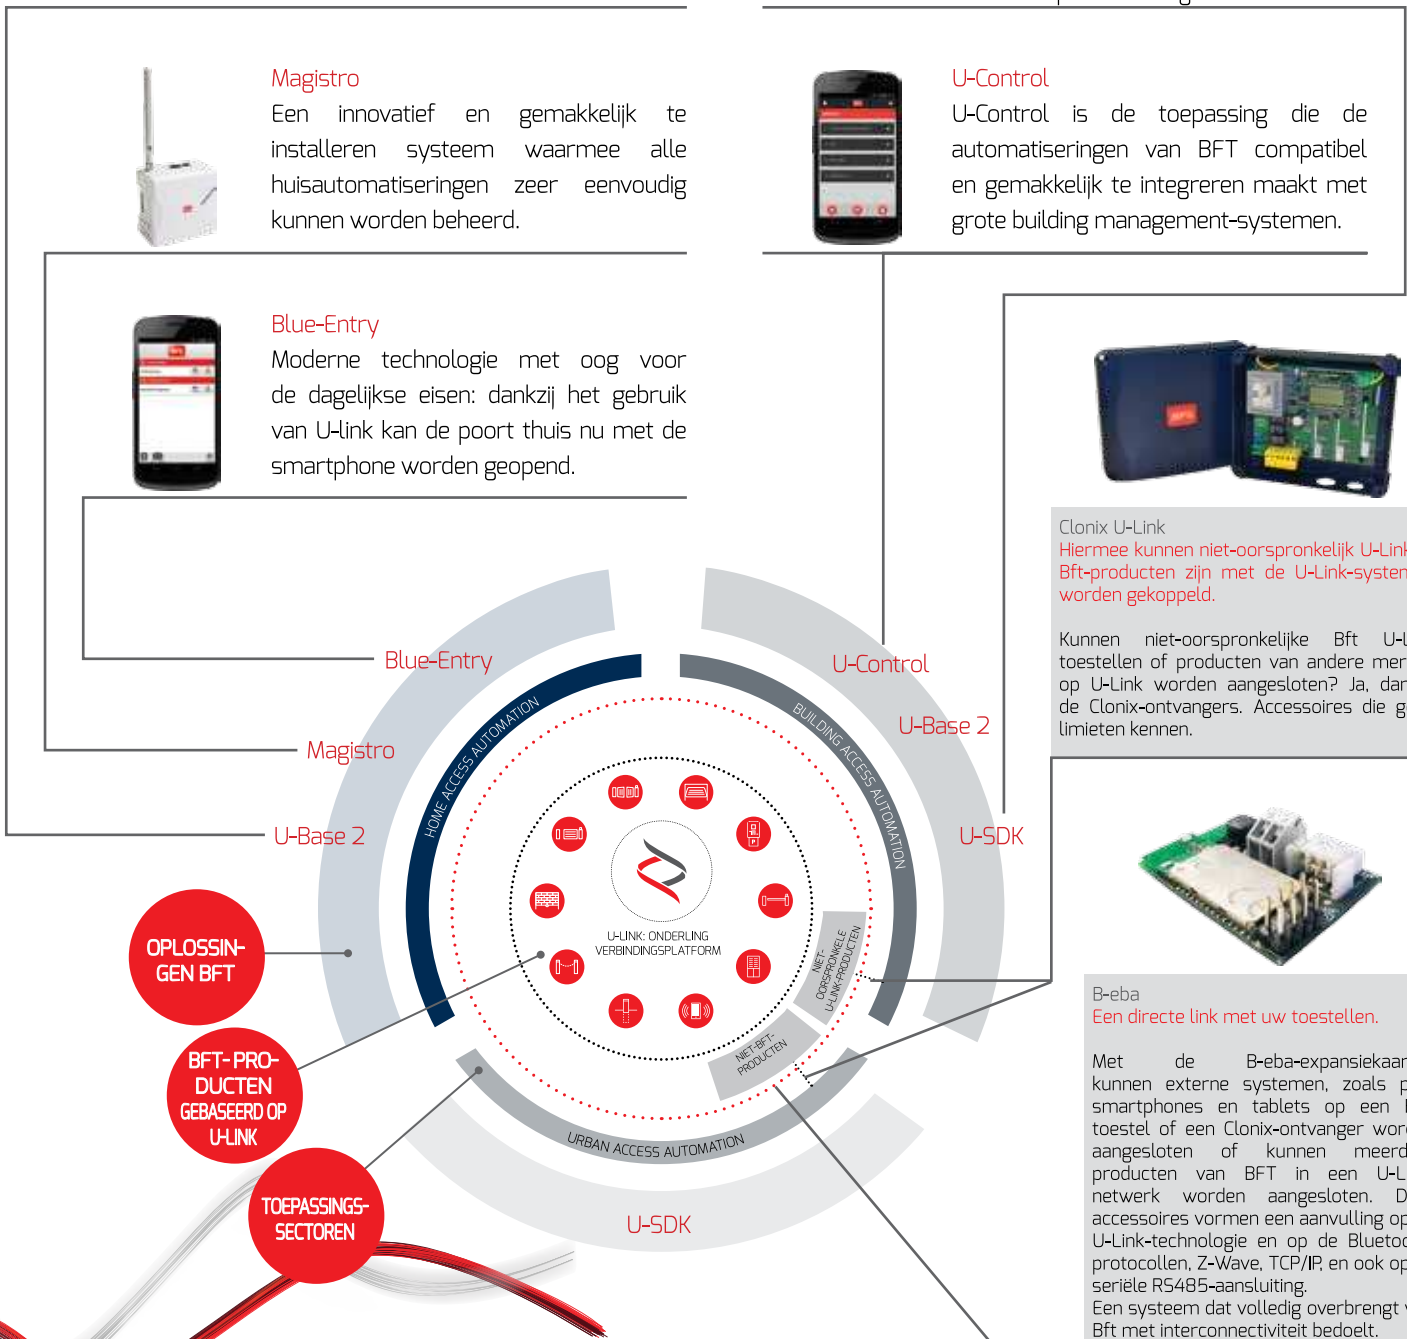 Magistro
Een innovatief en gemakkelijk te
installeren systeem waarmee alle
huisautomatiseringen zeer eenvoudig
kunnen worden beheerd.
U-Control
U-Control is de toepassing die de
automatiseringen van BFT compatibel
en gemakkelijk te integreren maakt met
grote building management-systemen.
Blue-Entry
Moderne technologie met oog voor
de dagelijkse eisen: dankzij het gebruik
van U-link kan de poort thuis nu met de
smartphone worden geopend.
Clonix U-Link
Hiermee kunnen niet-oorspronkelijk U-Link
Bft-producten zijn met de U-Link-system
worden gekoppeld.
Kunnen niet-oorspronkelijke Bft U-L
toestellen of producten van andere mer
op U-Link worden aangesloten? Ja, dan
de Clonix-ontvangers. Accessoires die g
limieten kennen.
B-eba
Een directe link met uw toestellen.
Met de B-eba-expansiekaar
kunnen externe systemen, zoals p
smartphones en tablets op een
toestel of een Clonix-ontvanger wor
aangesloten of kunnen meerd
producten van BFT in een U-L
netwerk worden aangesloten. D
accessoires vormen een aanvulling op
U-Link-technologie en op de Bluetoo
protocollen, Z-Wave, TCP/IP, en ook op
seriële RS485-aansluiting.
Een systeem dat volledig overbrengt v
Bft met interconnectiviteit bedoelt.
Blue-Entry
Magistro
U-Base 2
U-Control
U-Base 2
U-SDK
HOME ACCESS AUTOMATION
BUILDING ACCESS AUTOMATION
URBAN ACCESS AUTOMATION
U-SDK
U-LINK: ONDERLING
VERBINDINGSPLATFORM
NIET-
OORSPRONKELE
U-LINK-PRODUCTEN
NIET-BFT-
PRODUCTEN
P
OPLOSSIN-
GEN BFT
BFT- PRO-
DUCTEN
GEBASEERD OP
U-LINK
TOEPASSINGS-
SECTOREN